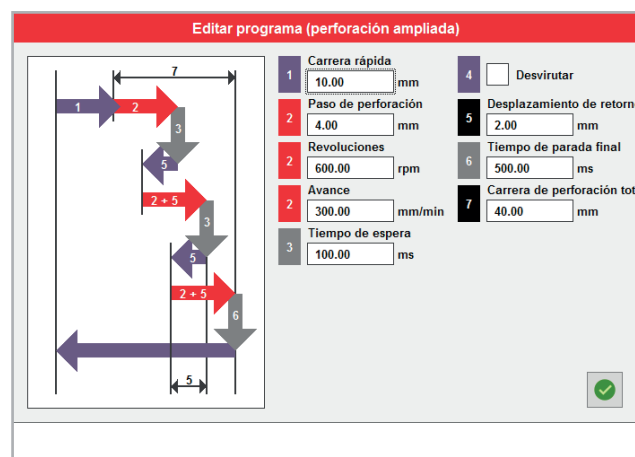 Editar programa (perforación ampliada)
7
1
2
3
5
2 + 5
3
5
2 + 5
6
5
1
Carrera rápida
10.00
mm
2
Paso de perforación
4.00
mm
2
Revoluciones
600.00
rpm
2
Avance
300.00
mm/min
3
Tiempo de espera
100.00
ms
4
Desvirutar
5
Desplazamiento de retorno
2.00
mm
6
Tiempo de parada final
500.00
ms
7
Carrera de perforación tot
40.00
mm